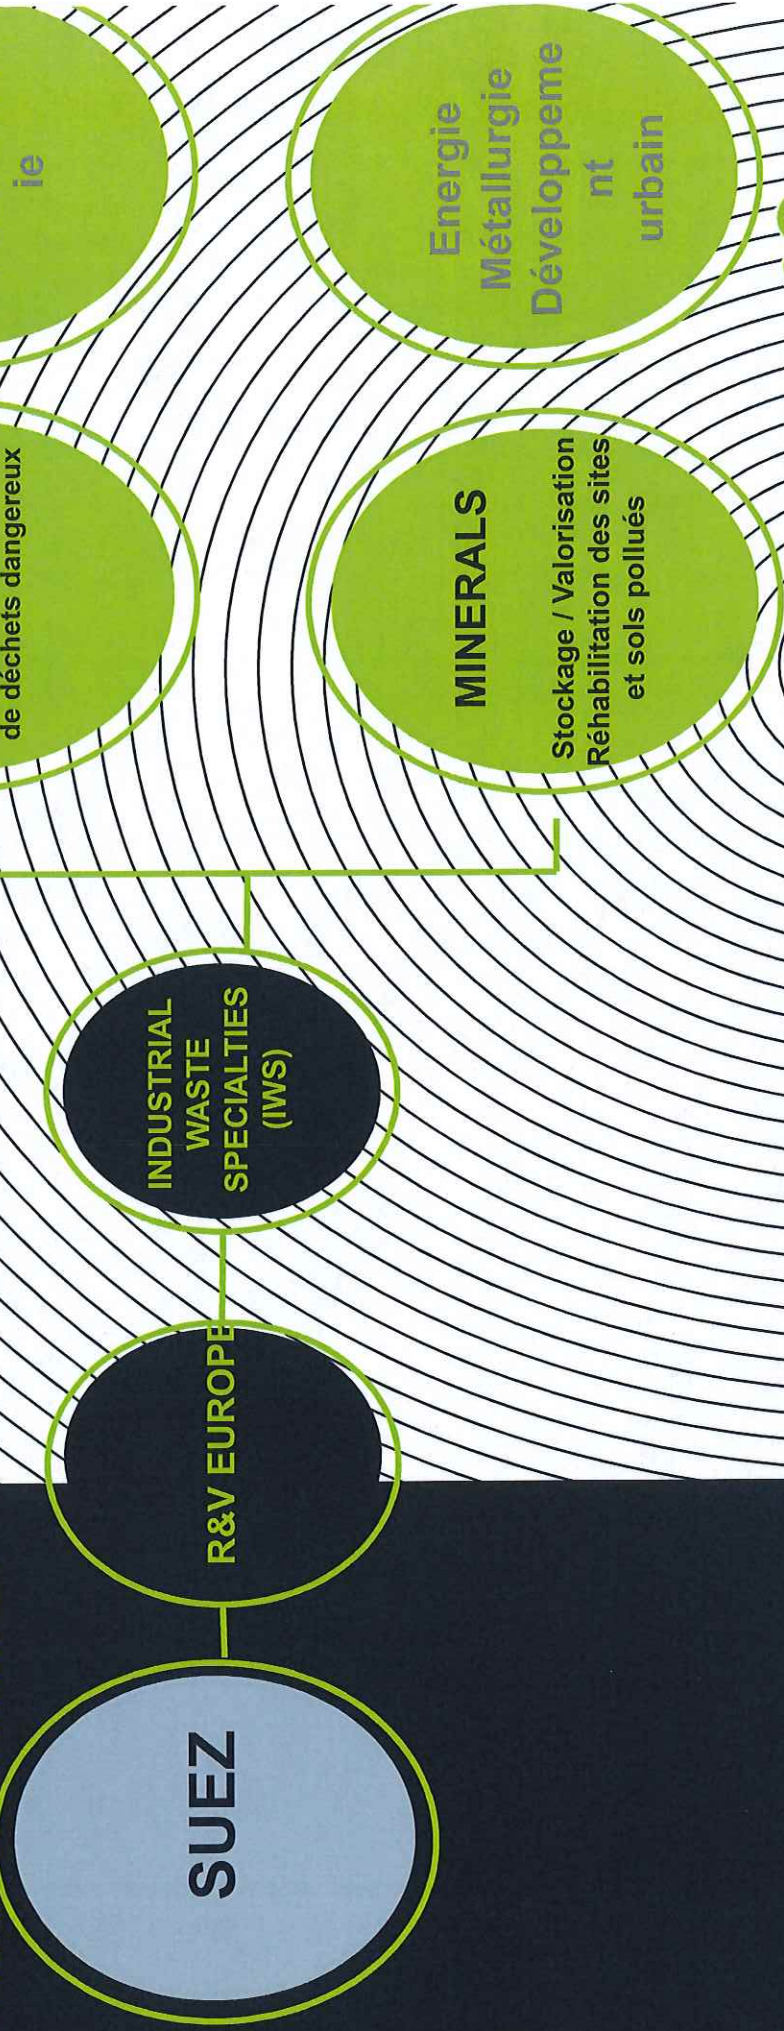 SUEZ
R&V EUROPE
INDUSTRIAL
WASTE
SPECIALTIES
(IWS)
de déchets dangereux
ie
MINERALS
Stockage / Valorisation
Réhabilitation des sites
et sols pollués
Energie
Métallurgie
Développeme
nt
urbain